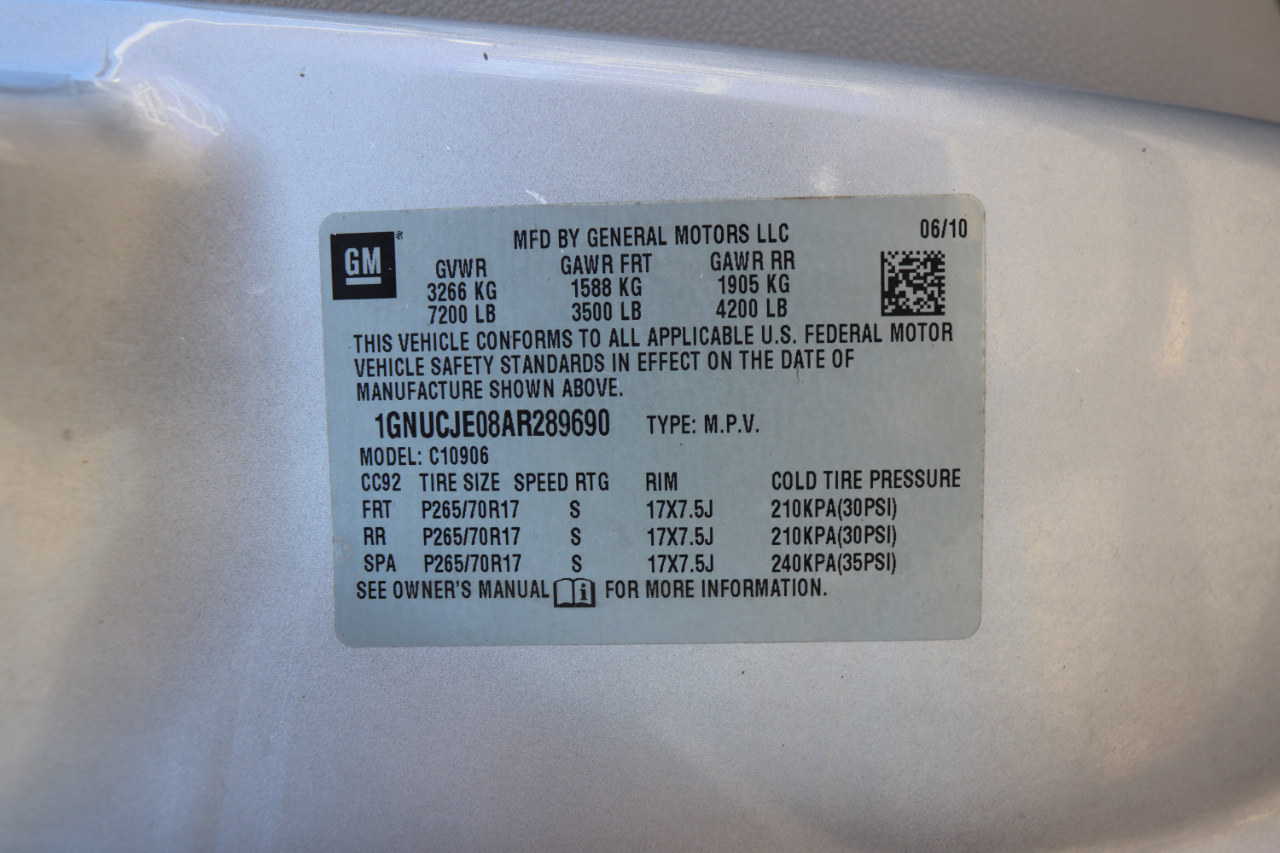 GM®
MFD BY GENERAL MOTORS LLC 06/10
GVWR GAWR FRT GAWR RR
3266 KG 1588 KG 1905 KG
7200 LB 3500 LB 4200 LB
THIS VEHICLE CONFORMS TO ALL APPLICABLE U.S. FEDERAL MOTOR
VEHICLE SAFETY STANDARDS IN EFFECT ON THE DATE OF
MANUFACTURE SHOWN ABOVE.
1GNUCJE08AR289690 TYPE: M.P.V.
MODEL: C10906
CC92 TIRE SIZE SPEED RTG RIM COLD TIRE PRESSURE
FRT P265/70R17 S 17X7.5J 210KPA(30PSI)
RR P265/70R17 S 17X7.5J 210KPA(30PSI)
SPA P265/70R17 S 17X7.5J 240KPA(35PSI)
SEE OWNER'S MANUAL i FOR MORE INFORMATION.